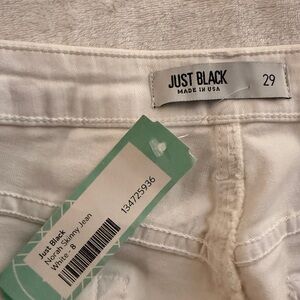 JUST BLACK
MADE IN USA
29
Just Black
Norah Skinny Jean
White · 8
134725936